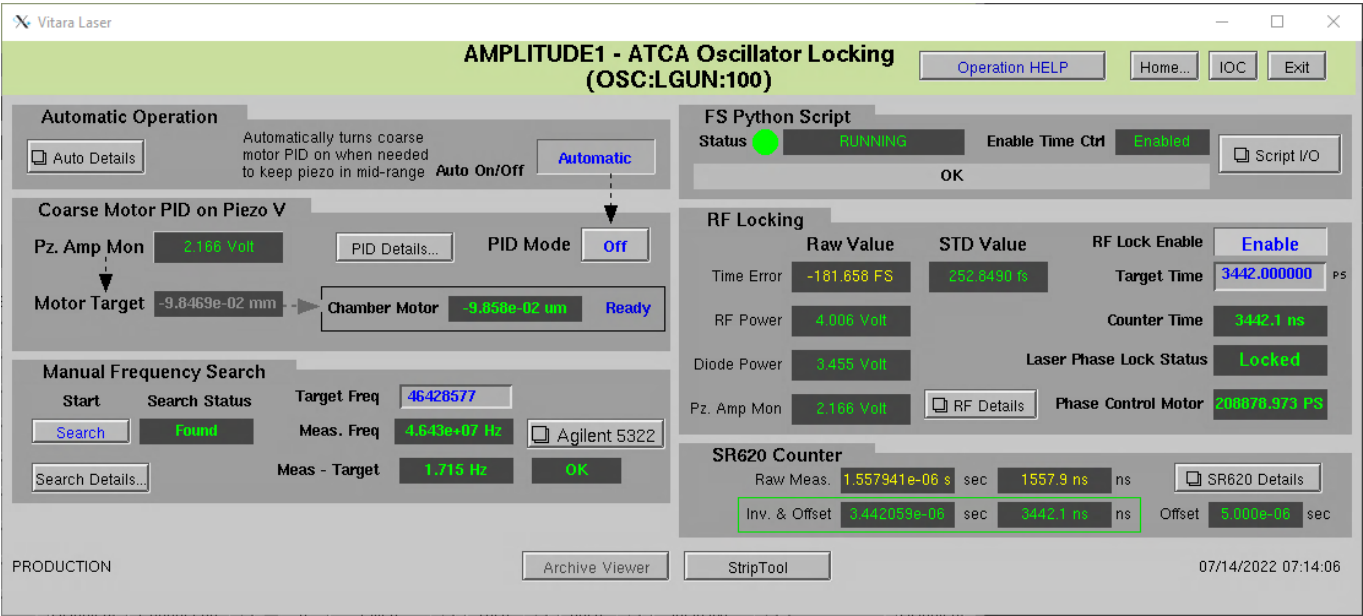 Vitara Laser
AMPLITUDE1 - ATCA Oscillator Locking
(OSC:LGUN:100)
Operation HELP
Home...
IOC
Exit
Automatic Operation
Auto Details
Automatically turns coarse
motor PID on when needed
to keep piezo in mid-range
Auto On/Off
Automatic
Coarse Motor PID on Piezo V
Pz. Amp Mon
2.166 Volt
PID Details...
PID Mode
Off
Motor Target
-9.8469e-02 mm
Chamber Motor
-9.858e-02 um
Ready
Manual Frequency Search
Start
Search Status
Target Freq
46428577
Search
Found
Meas. Freq
4.643e+07 Hz
Agilent 5322
Search Details...
Meas - Target
1.715 Hz
OK
FS Python Script
Status
RUNNING
Enable Time Ctrl
Enabled
Script I/O
OK
RF Locking
Raw Value
STD Value
RF Lock Enable
Enable
Time Error
-181.658 FS
252.8490 fs
Target Time
3442.000000
PS
RF Power
4.006 Volt
Counter Time
3442.1 ns
Diode Power
3.455 Volt
Laser Phase Lock Status
Locked
Pz. Amp Mon
2.166 Volt
RF Details
Phase Control Motor
208878.973 PS
SR620 Counter
Raw Meas.
1.557941e-06 s
sec
1557.9 ns
ns
SR620 Details
Inv. & Offset
3.442059e-06
sec
3442.1 ns
ns
Offset
5.000e-06
sec
PRODUCTION
Archive Viewer
StripTool
07/14/2022 07:14:06